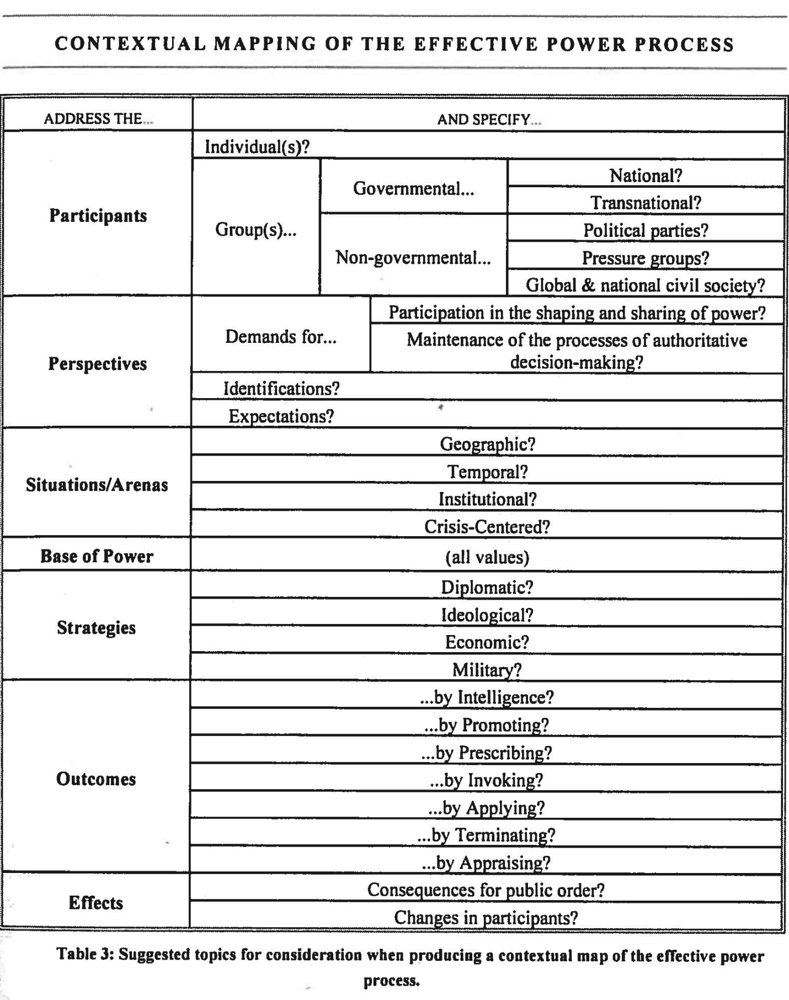 CONTEXTUAL MAPPING OF THE EFFECTIVE POWER PROCESS
ADDRESS THE...
AND SPECIFY...
Participants
Individual(s)?
Group(s)...
Governmental...
National?
Transnational?
Non-governmental...
Political parties?
Pressure groups?
Global & national civil society?
Perspectives
Demands for...
Participation in the shaping and sharing of power?
Maintenance of the processes of authoritative
decision-making?
Identifications?
Expectations?
Situations/Arenas
Geographic?
Temporal?
Institutional?
Crisis-Centered?
Base of Power
(all values)
Strategies
Diplomatic?
Ideological?
Economic?
Military?
Outcomes
...by Intelligence?
...by Promoting?
...by Prescribing?
...by Invoking?
...by Applying?
...by Terminating?
...by Appraising?
Effects
Consequences for public order?
Changes in participants?
Table 3: Suggested topics for consideration when producing a contextual map of the effective power
process.